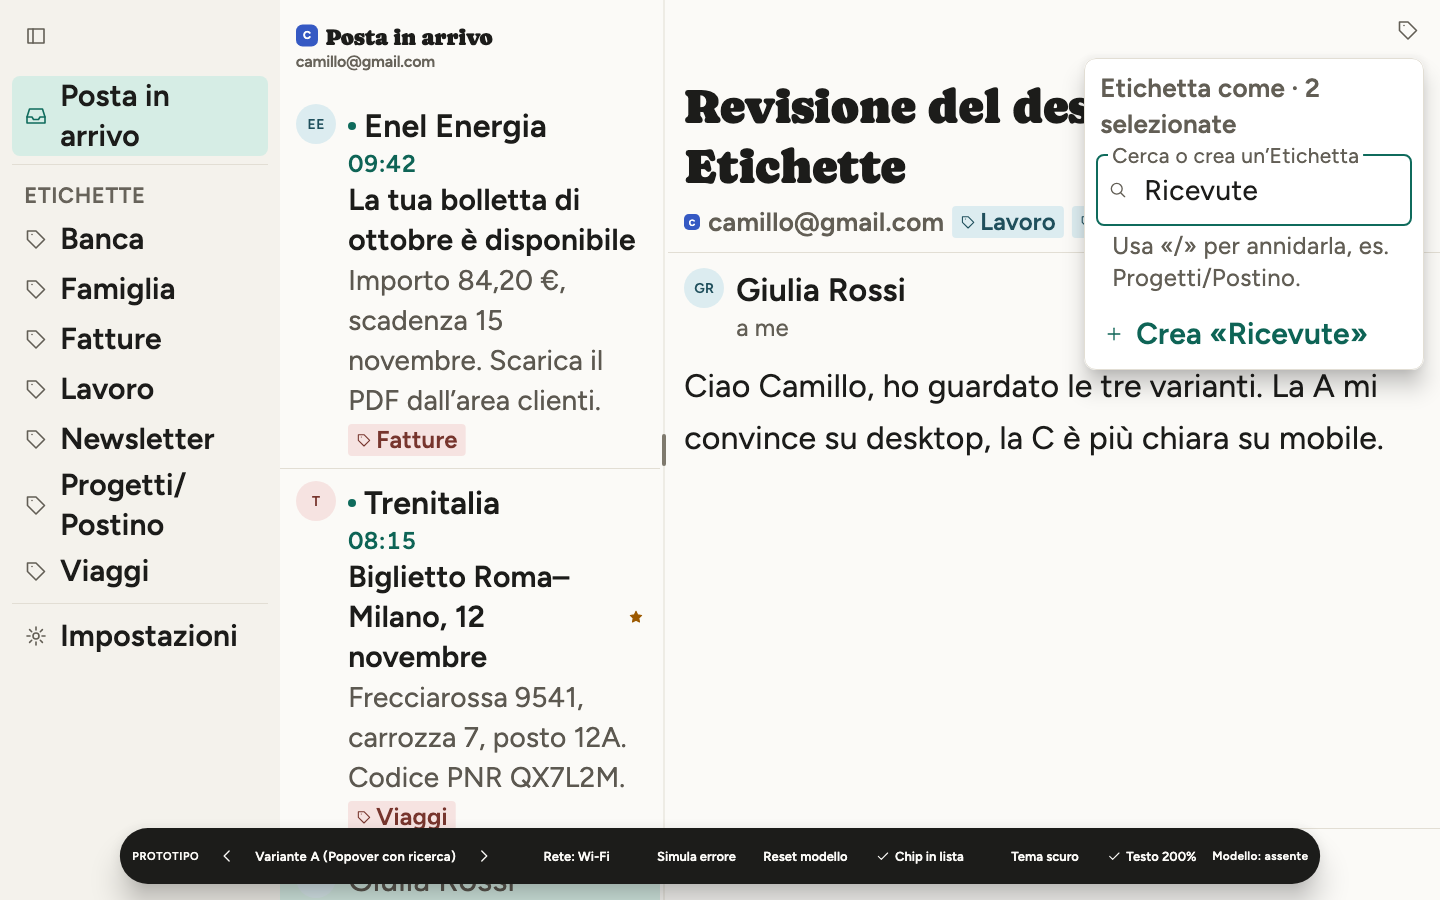 Posta in
arrivo
ETICHETTE
Banca
Famiglia
Fatture
Lavoro
Newsletter
Progetti/
Postino
Viaggi
Impostazioni
C Posta in arrivo
camillo@gmail.com
EE Enel Energia
09:42
La tua bolletta di
ottobre è disponibile
Importo 84,20 €,
scadenza 15
novembre. Scarica il
PDF dall’area clienti.
Fatture
T Trenitalia
08:15
Biglietto Roma–
Milano, 12
novembre
Frecciarossa 9541,
carrozza 7, posto 12A.
Codice PNR QX7L2M.
Viaggi
Giulia Rossi
Revisione del des
Etichette
C camillo@gmail.com Lavoro
GR Giulia Rossi
a me
Ciao Camillo, ho guardato le tre varianti. La A mi
convince su desktop, la C è più chiara su mobile.
Etichetta come · 2
selezionate
Cerca o crea un’Etichetta
Ricevute
Usa «/» per annidarla, es.
Progetti/Postino.
+ Crea «Ricevute»
PROTOTIPO Variante A (Popover con ricerca) Rete: Wi-Fi Simula errore Reset modello Chip in lista Tema scuro Testo 200% Modello: assente